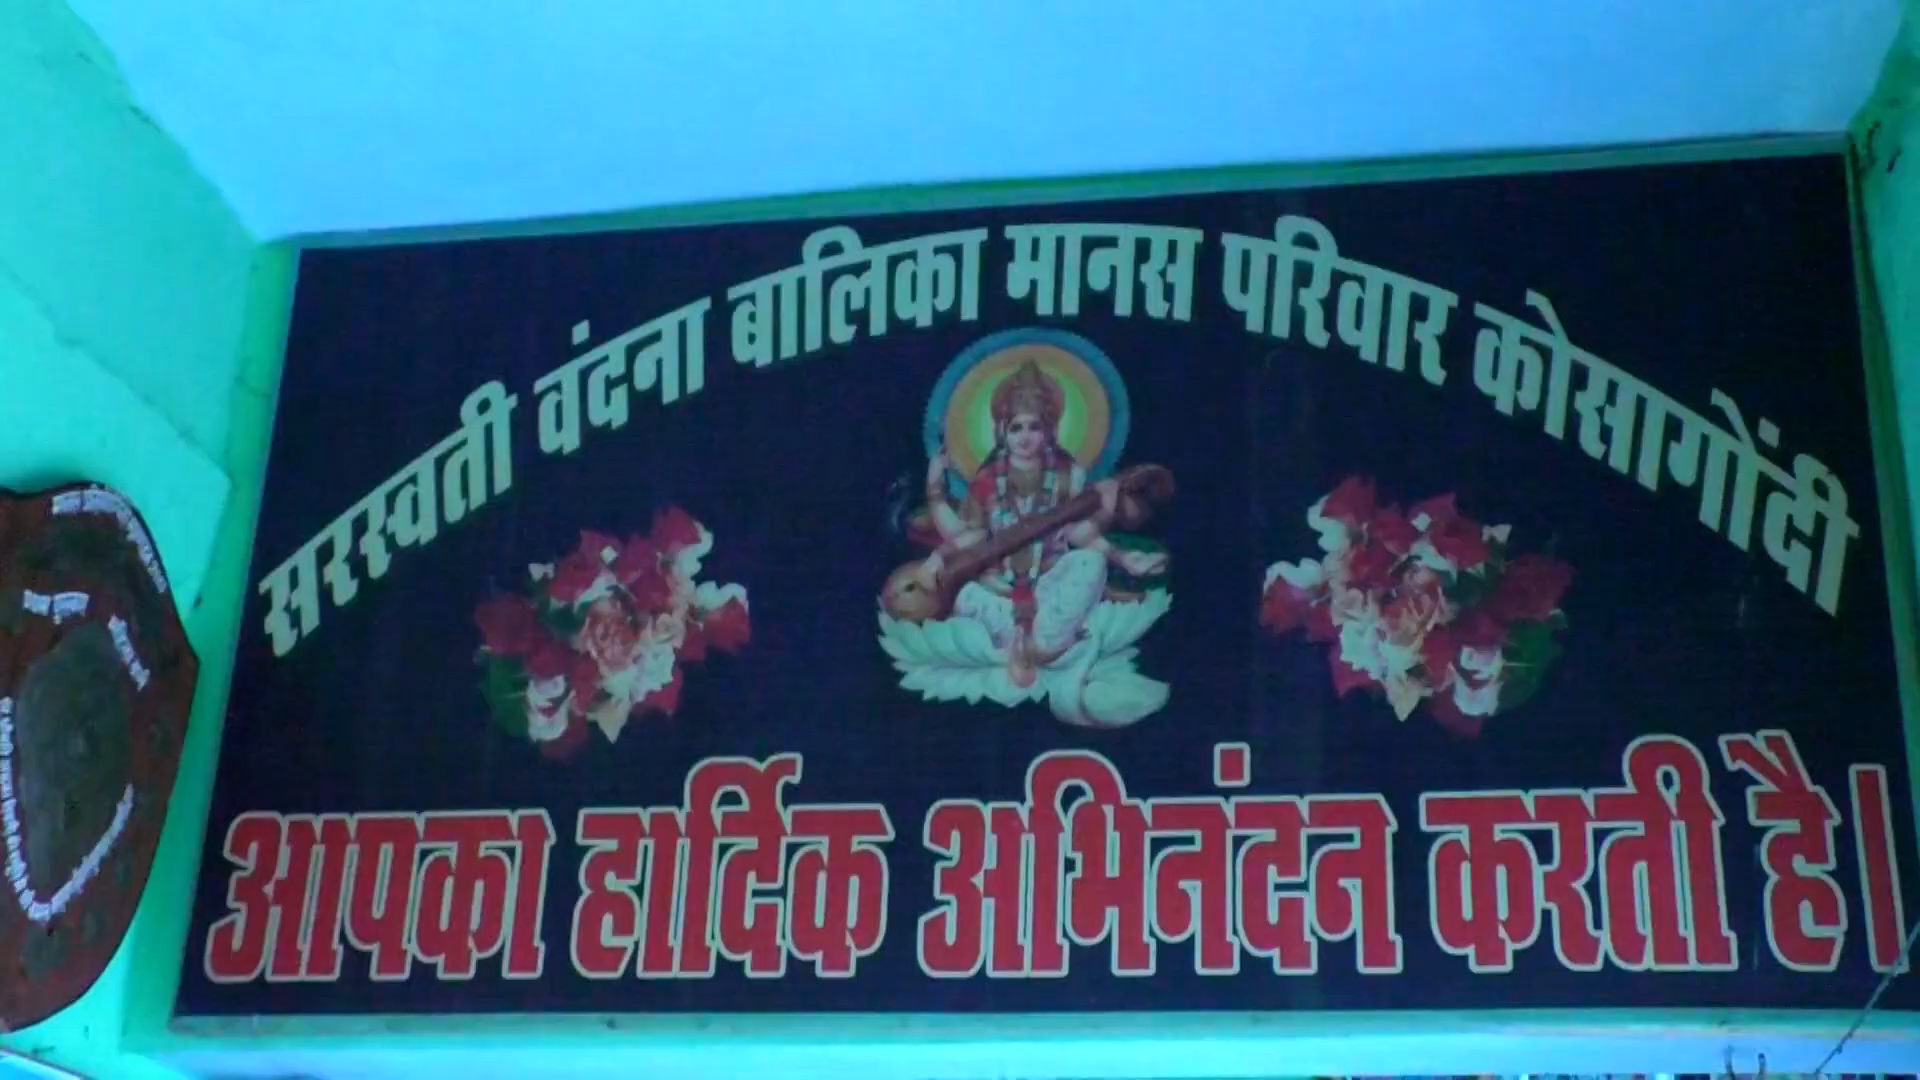 सरस्वती वंदना बालिका मानस परिवार कोसागोंदी
आपका हार्दिक अभिनंदन करती है।